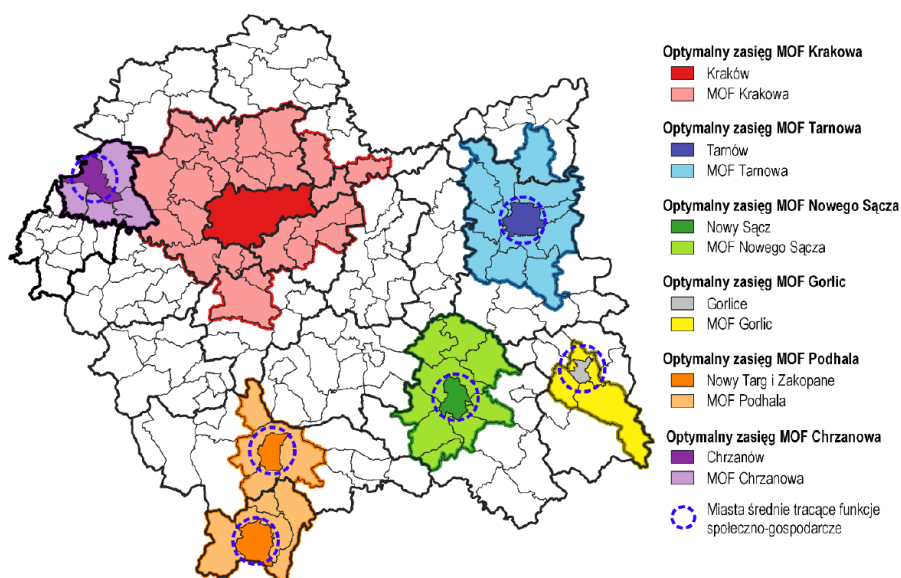 Optymalny zasięg MOF Krakowa
Kraków
MOF Krakowa
Optymalny zasięg MOF Tarnowa
Tarnów
MOF Tarnowa
Optymalny zasięg MOF Nowego Sącza
Nowy Sącz
MOF Nowego Sącza
Optymalny zasięg MOF Gorlic
Gorlice
MOF Gorlic
Optymalny zasięg MOF Podhala
Nowy Targ i Zakopane
MOF Podhala
Optymalny zasięg MOF Chrzanowa
Chrzanów
MOF Chrzanowa
Miasta średnie tracące funkcje
społeczno-gospodarcze